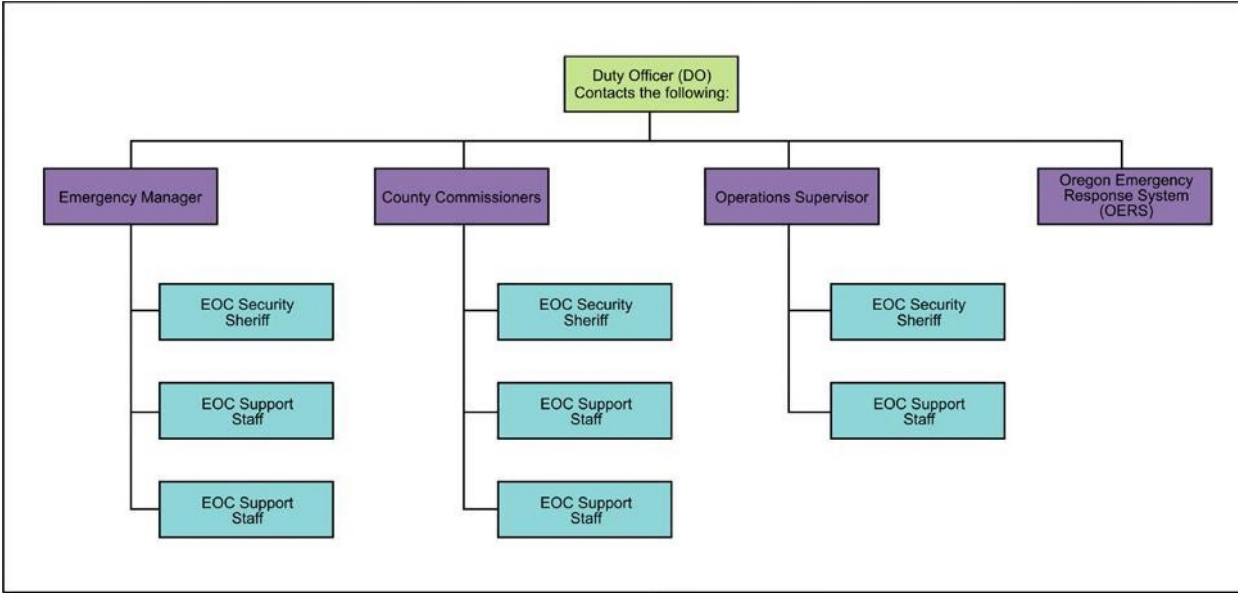 Duty Officer (DO)
Contacts the following:
Emergency Manager
County Commissioners
Operations Supervisor
Oregon Emergency
Response System
(OERS)
EOC Security
Sheriff
EOC Security
Sheriff
EOC Security
Sheriff
EOC Support
Staff
EOC Support
Staff
EOC Support
Staff
EOC Support
Staff
EOC Support
Staff